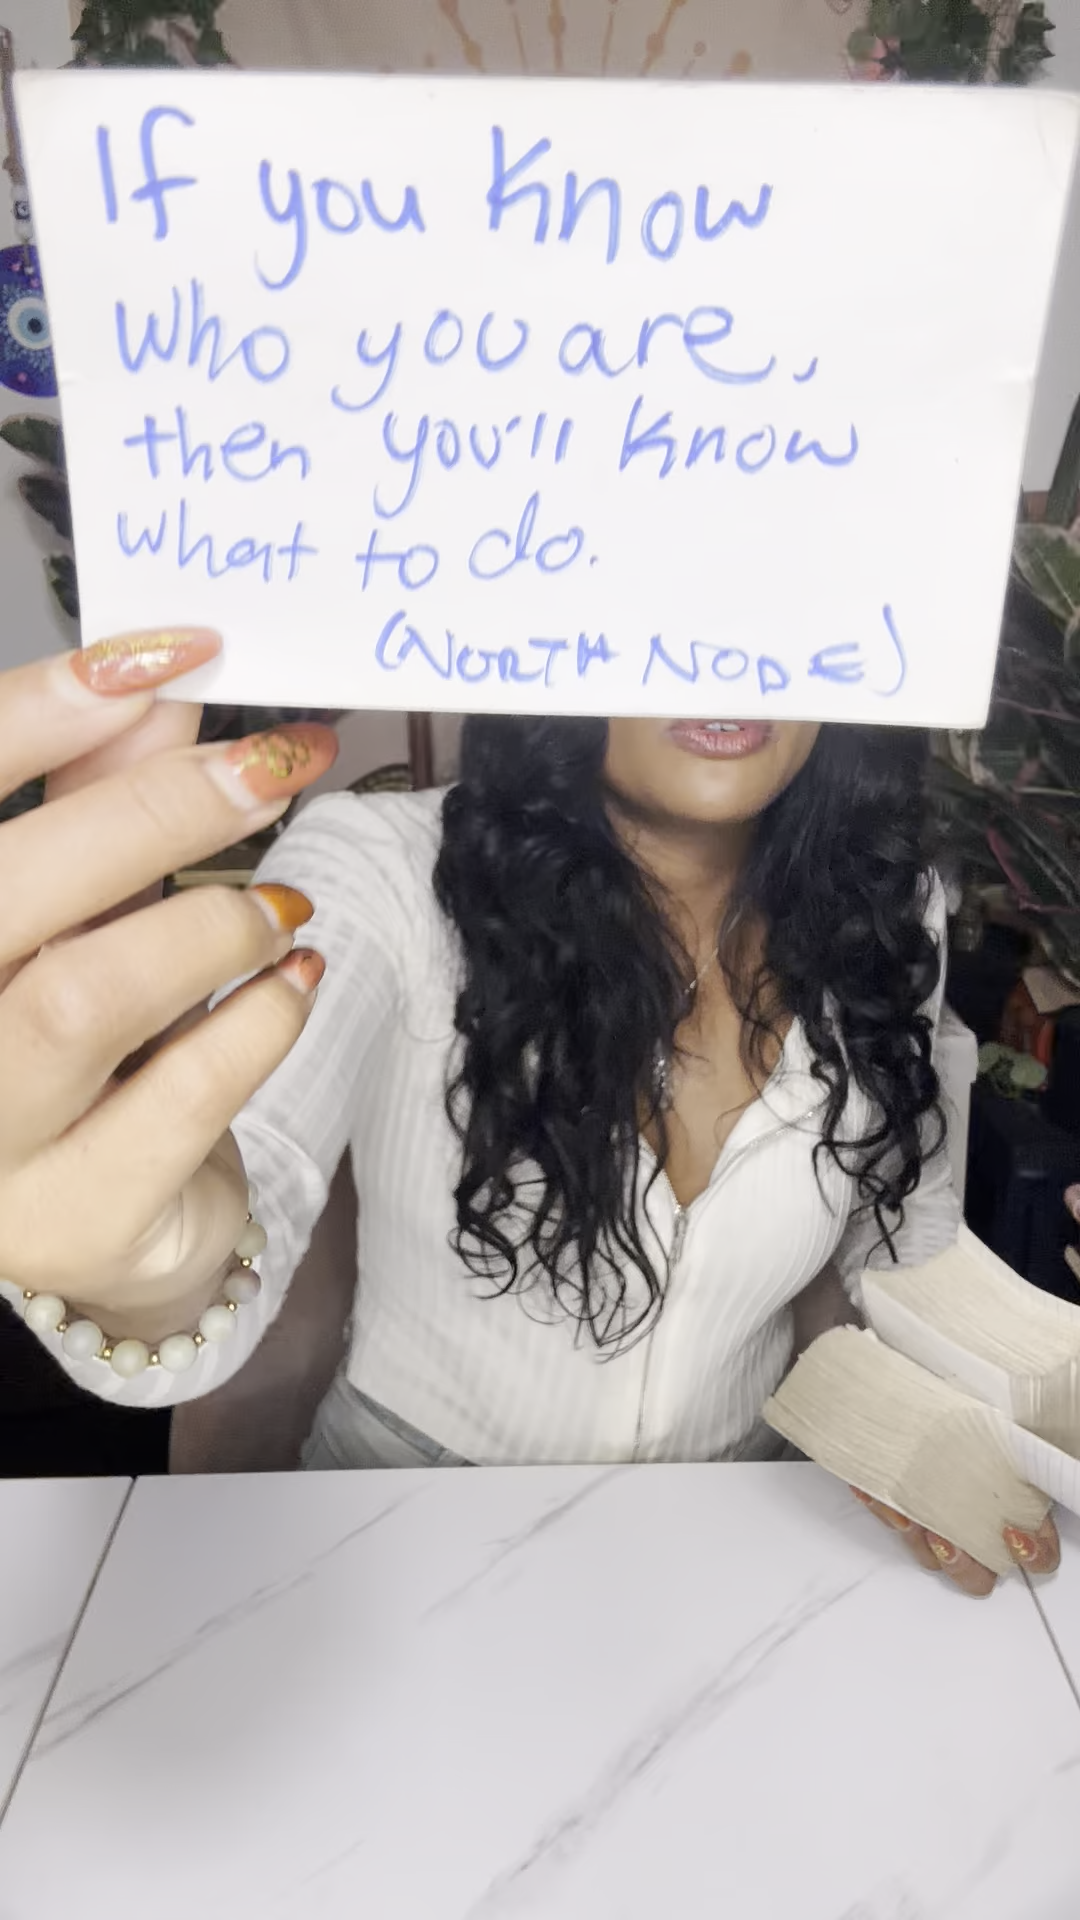 If you know
who you are,
then you'll know
what to do.
(NORTH NODE)